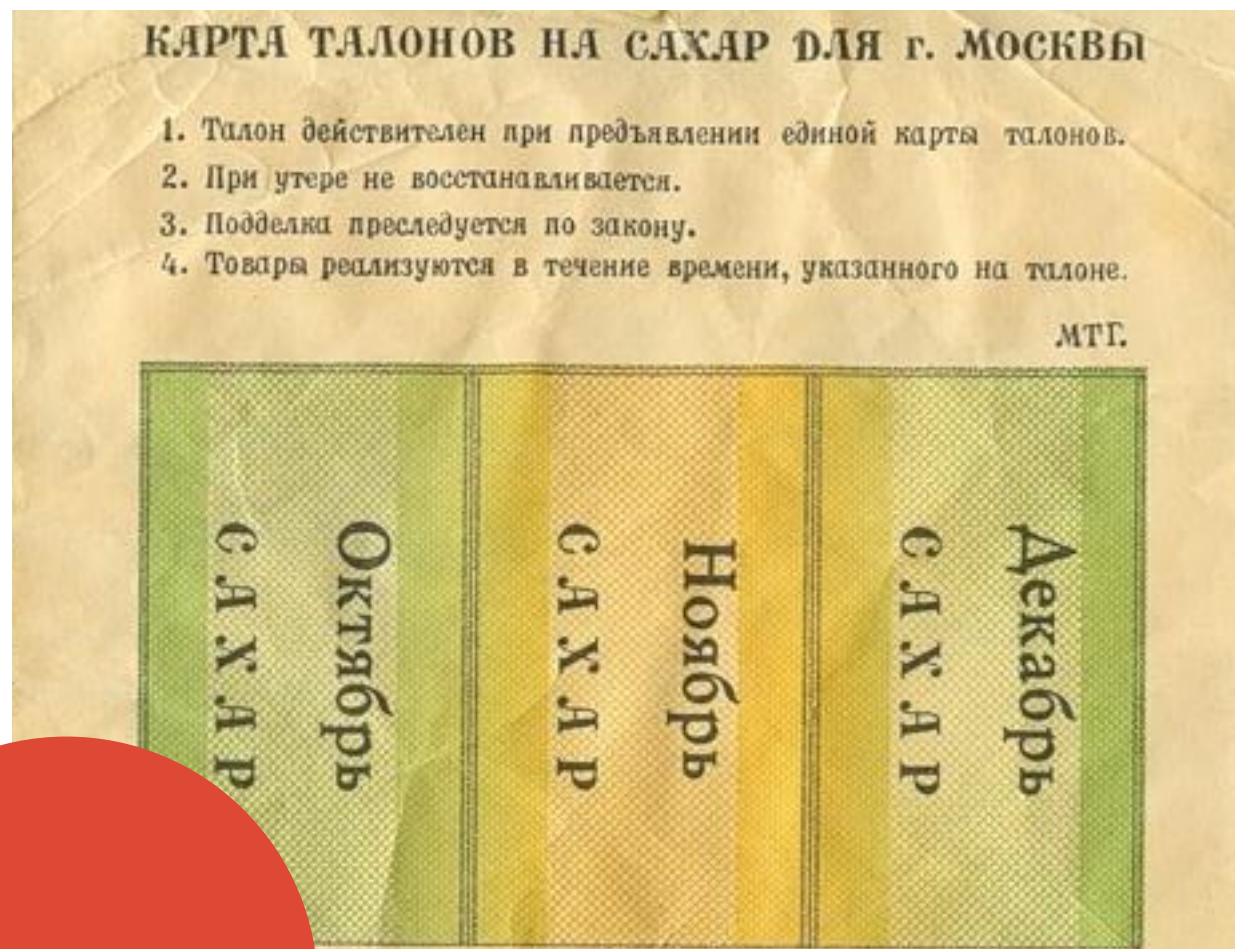 КАРТА ТАЛОНОВ НА САХАР ДЛЯ г. МОСКВЫ
1. Талон действителен при предъявлении единой карты талонов.
2. При утере не восстанавливается.
3. Подделка преследуется по закону.
4. Товары реализуются в течение времени, указанного на талоне.
МТГ.
Октябрь
САХАР
Ноябрь
САХАР
Декабрь
САХАР